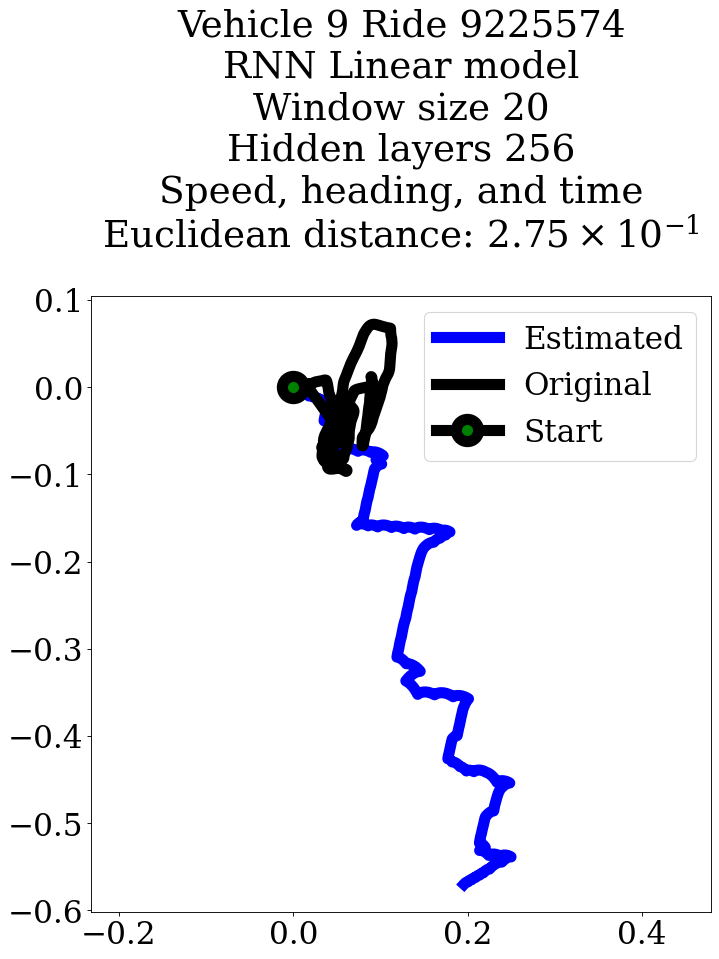 Vehicle 9 Ride 9225574
RNN Linear model
Window size 20
Hidden layers 256
Speed, heading, and time
Euclidean distance: 2.75 × 10⁻¹
0.1
0.0
−0.1
−0.2
−0.3
−0.4
−0.5
−0.6
Estimated
Original
Start
−0.2
0.0
0.2
0.4